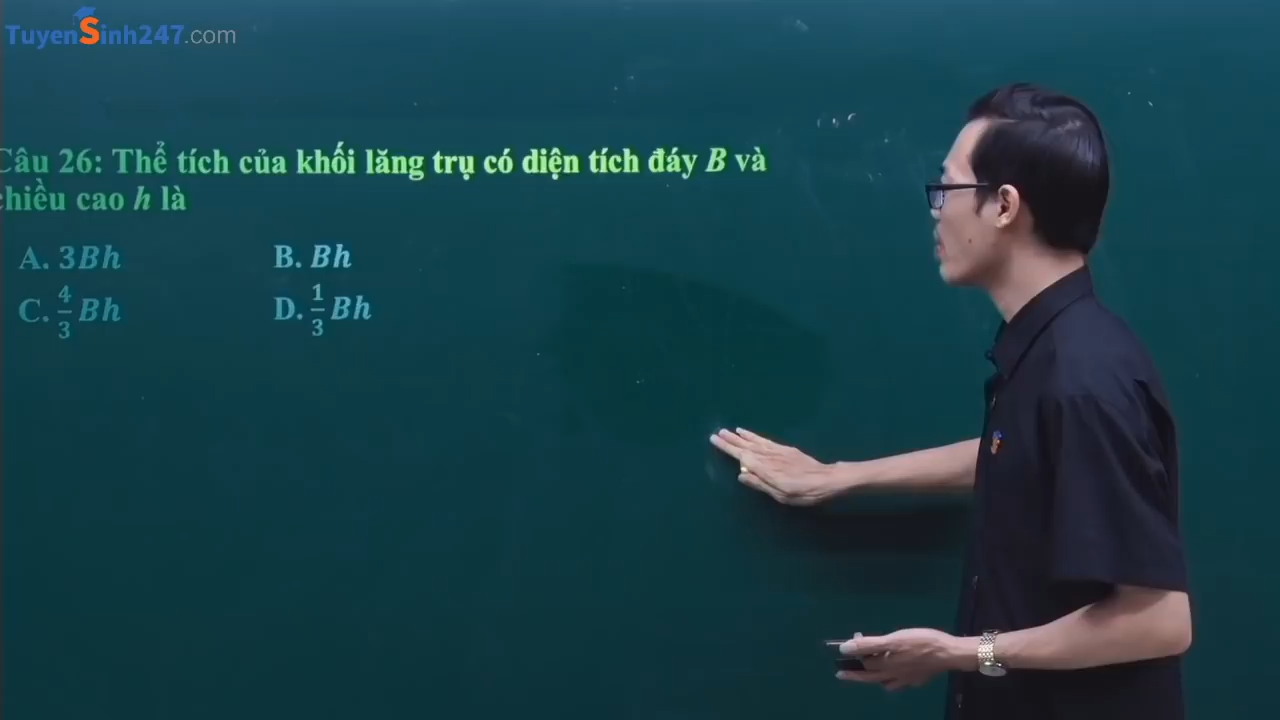 TuyenSinh247.com
Câu 26: Thể tích của khối lăng trụ có diện tích đáy B và
chiều cao h là
A. 3Bh B. Bh
C. 4/3 Bh D. 1/3 Bh